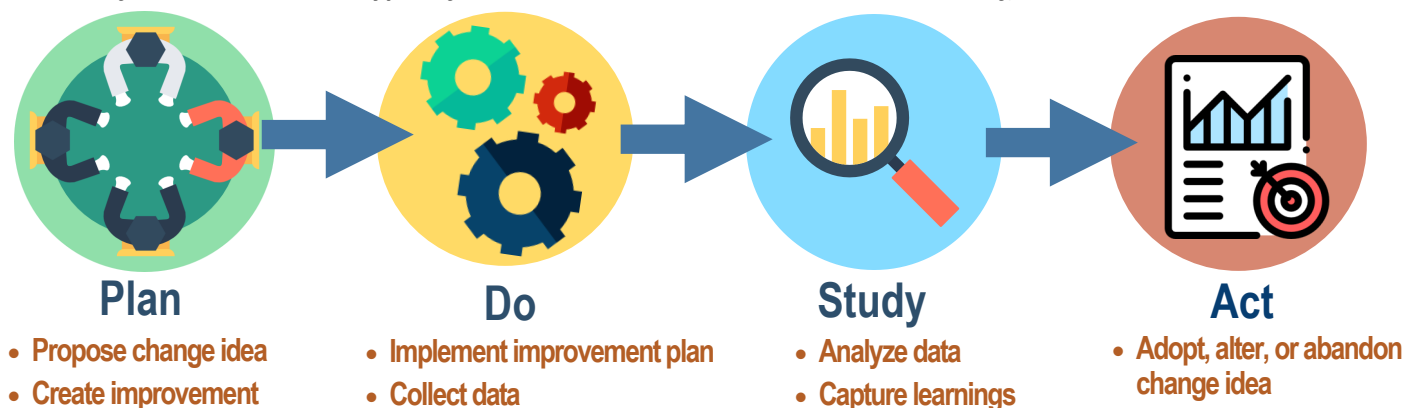 Plan
• Propose change idea
• Create improvement
Do
• Implement improvement plan
• Collect data
Study
• Analyze data
• Capture learnings
Act
• Adopt, alter, or abandon
change idea